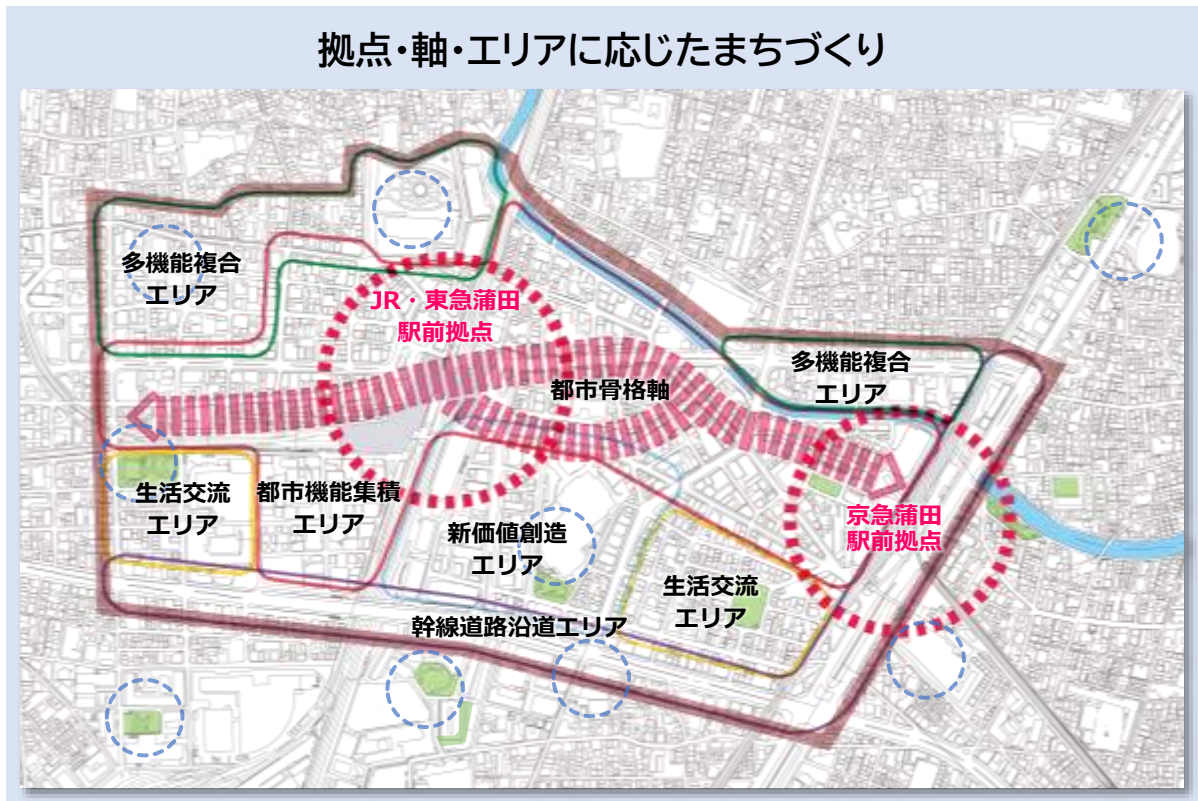 拠点・軸・エリアに応じたまちづくり
多機能複合
エリア
JR・東急蒲田
駅前拠点
都市骨格軸
多機能複合
エリア
生活交流
エリア
都市機能集積
エリア
新価値創造
エリア
京急蒲田
駅前拠点
生活交流
エリア
幹線道路沿道エリア